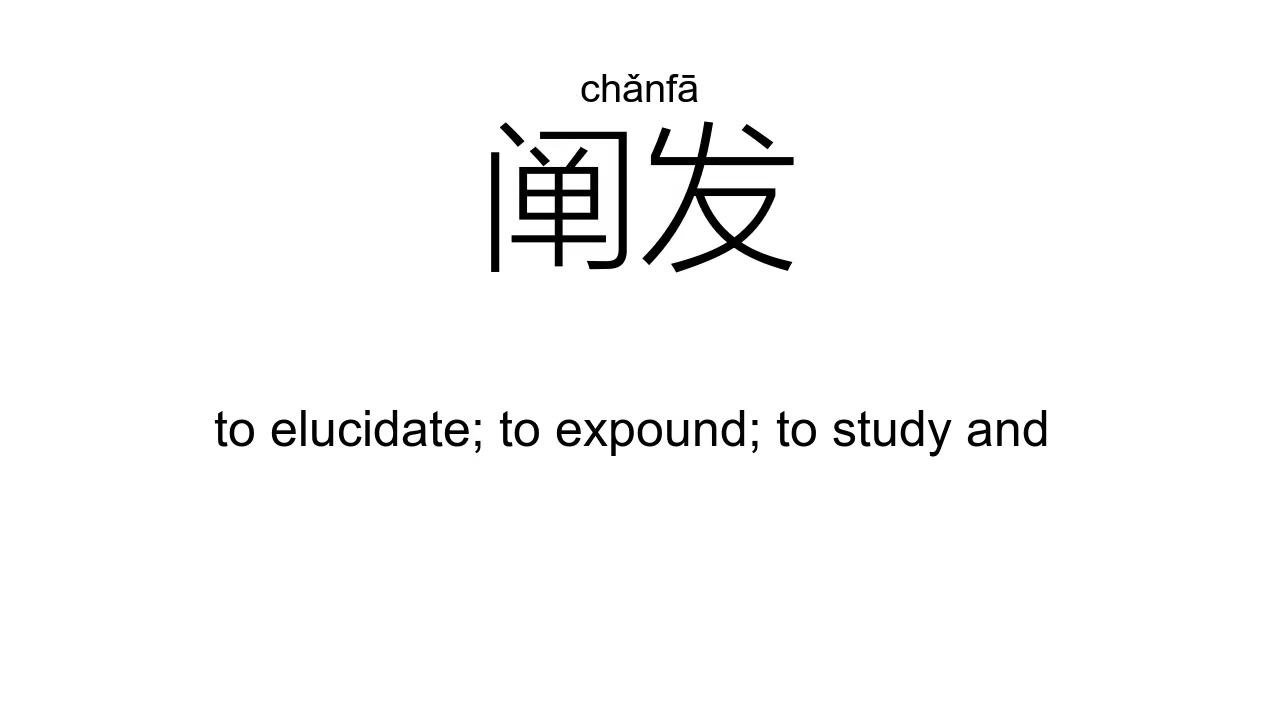 chǎnfā
阐发
to elucidate; to expound; to study and